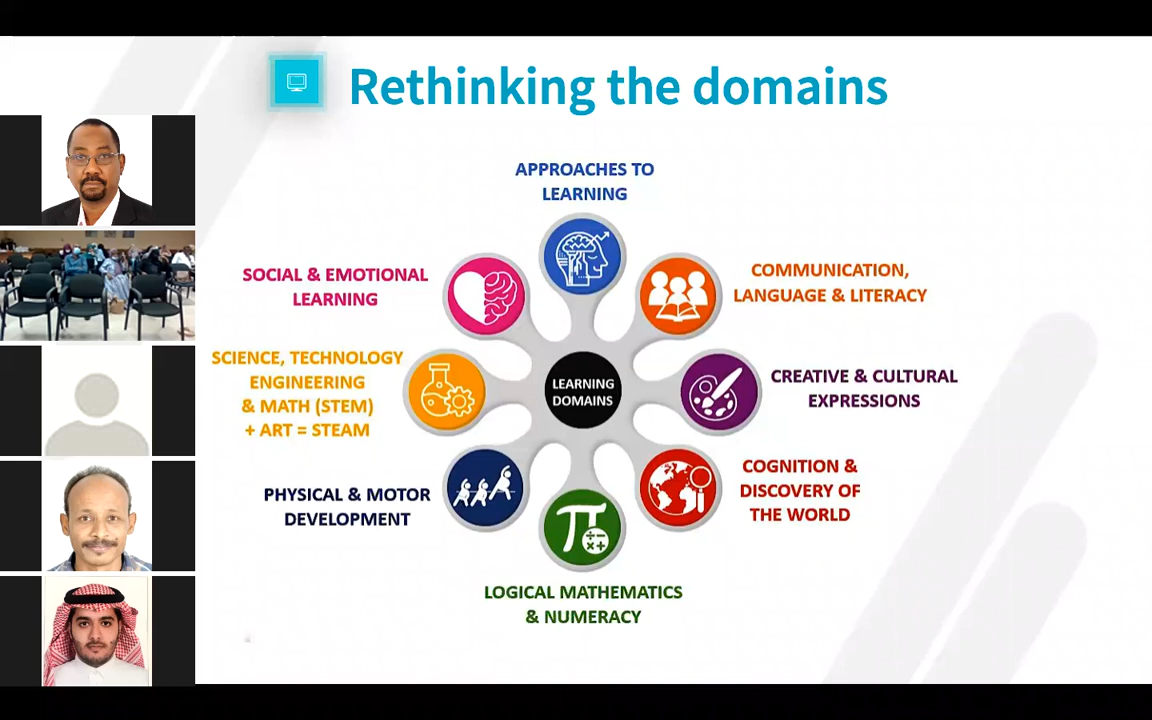 Rethinking the domains
APPROACHES TO
LEARNING
SOCIAL & EMOTIONAL
LEARNING
COMMUNICATION,
LANGUAGE & LITERACY
SCIENCE, TECHNOLOGY
ENGINEERING
& MATH (STEM)
+ ART = STEAM
LEARNING
DOMAINS
CREATIVE & CULTURAL
EXPRESSIONS
PHYSICAL & MOTOR
DEVELOPMENT
COGNITION &
DISCOVERY OF
THE WORLD
LOGICAL MATHEMATICS
& NUMERACY